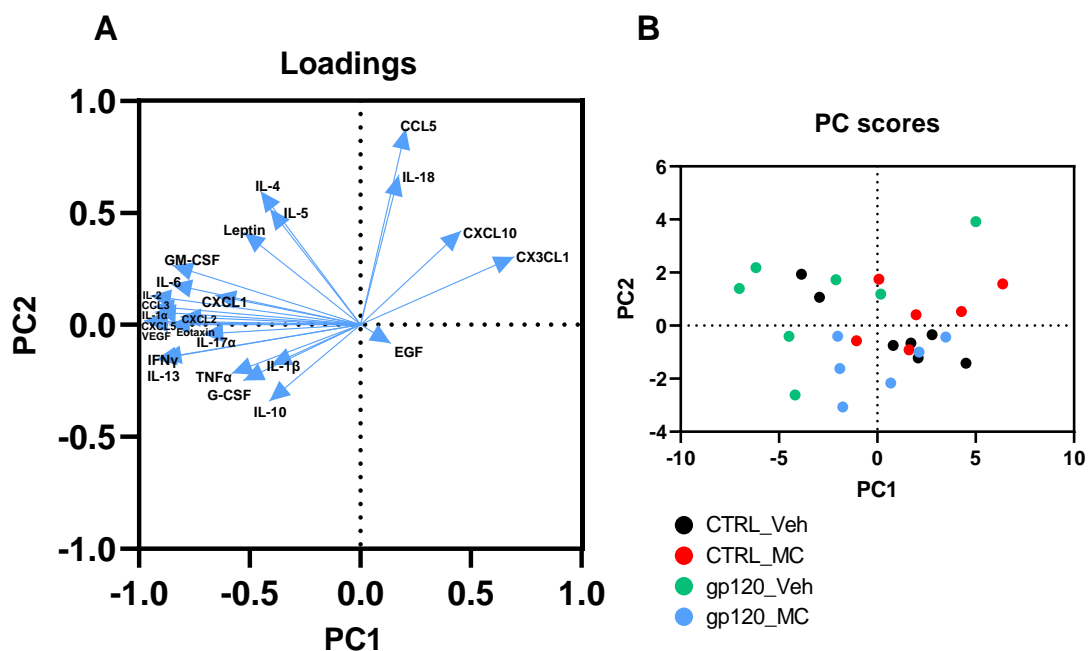 A
Loadings
1.0
0.5
0.0
-0.5
-1.0
PC2
CCL5
IL-18
IL-4
IL-5
Leptin
CXCL10
CX3CL1
GM-CSF
IL-6
IL-2
CXCL1
CCL3
IL-1α
CXCL2
CXCL5
Eotaxin
VEGF
IL-17α
EGF
IFNγ
IL-13
TNFα
IL-1β
G-CSF
IL-10
-1.0 -0.5 0.0 0.5 1.0
PC1
B
PC scores
6
4
2
0
-2
-4
PC2
-10 -5 0 5 10
PC1
CTRL_Veh
CTRL_MC
gp120_Veh
gp120_MC